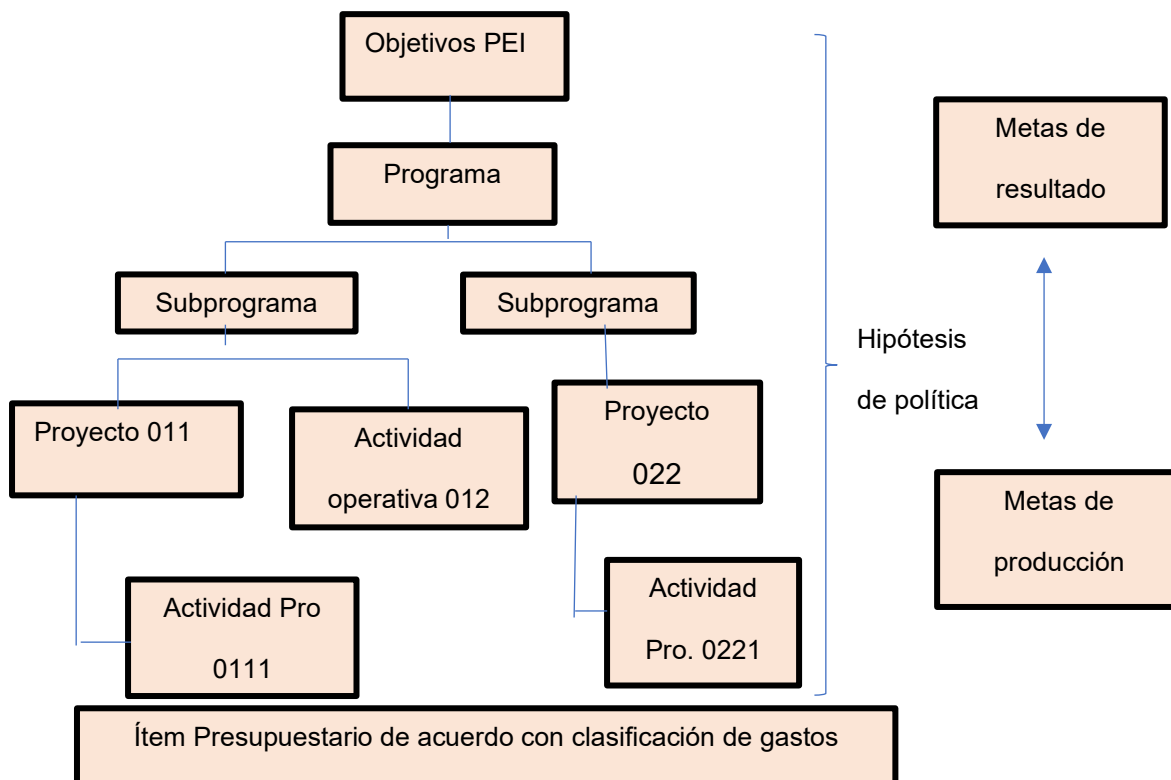 Objetivos PEI
Programa
Subprograma
Subprograma
Proyecto 011
Actividad
operativa 012
Proyecto
022
Actividad Pro
0111
Actividad
Pro. 0221
Ítem Presupuestario de acuerdo con clasificación de gastos
Hipótesis
de política
Metas de
resultado
Metas de
producción